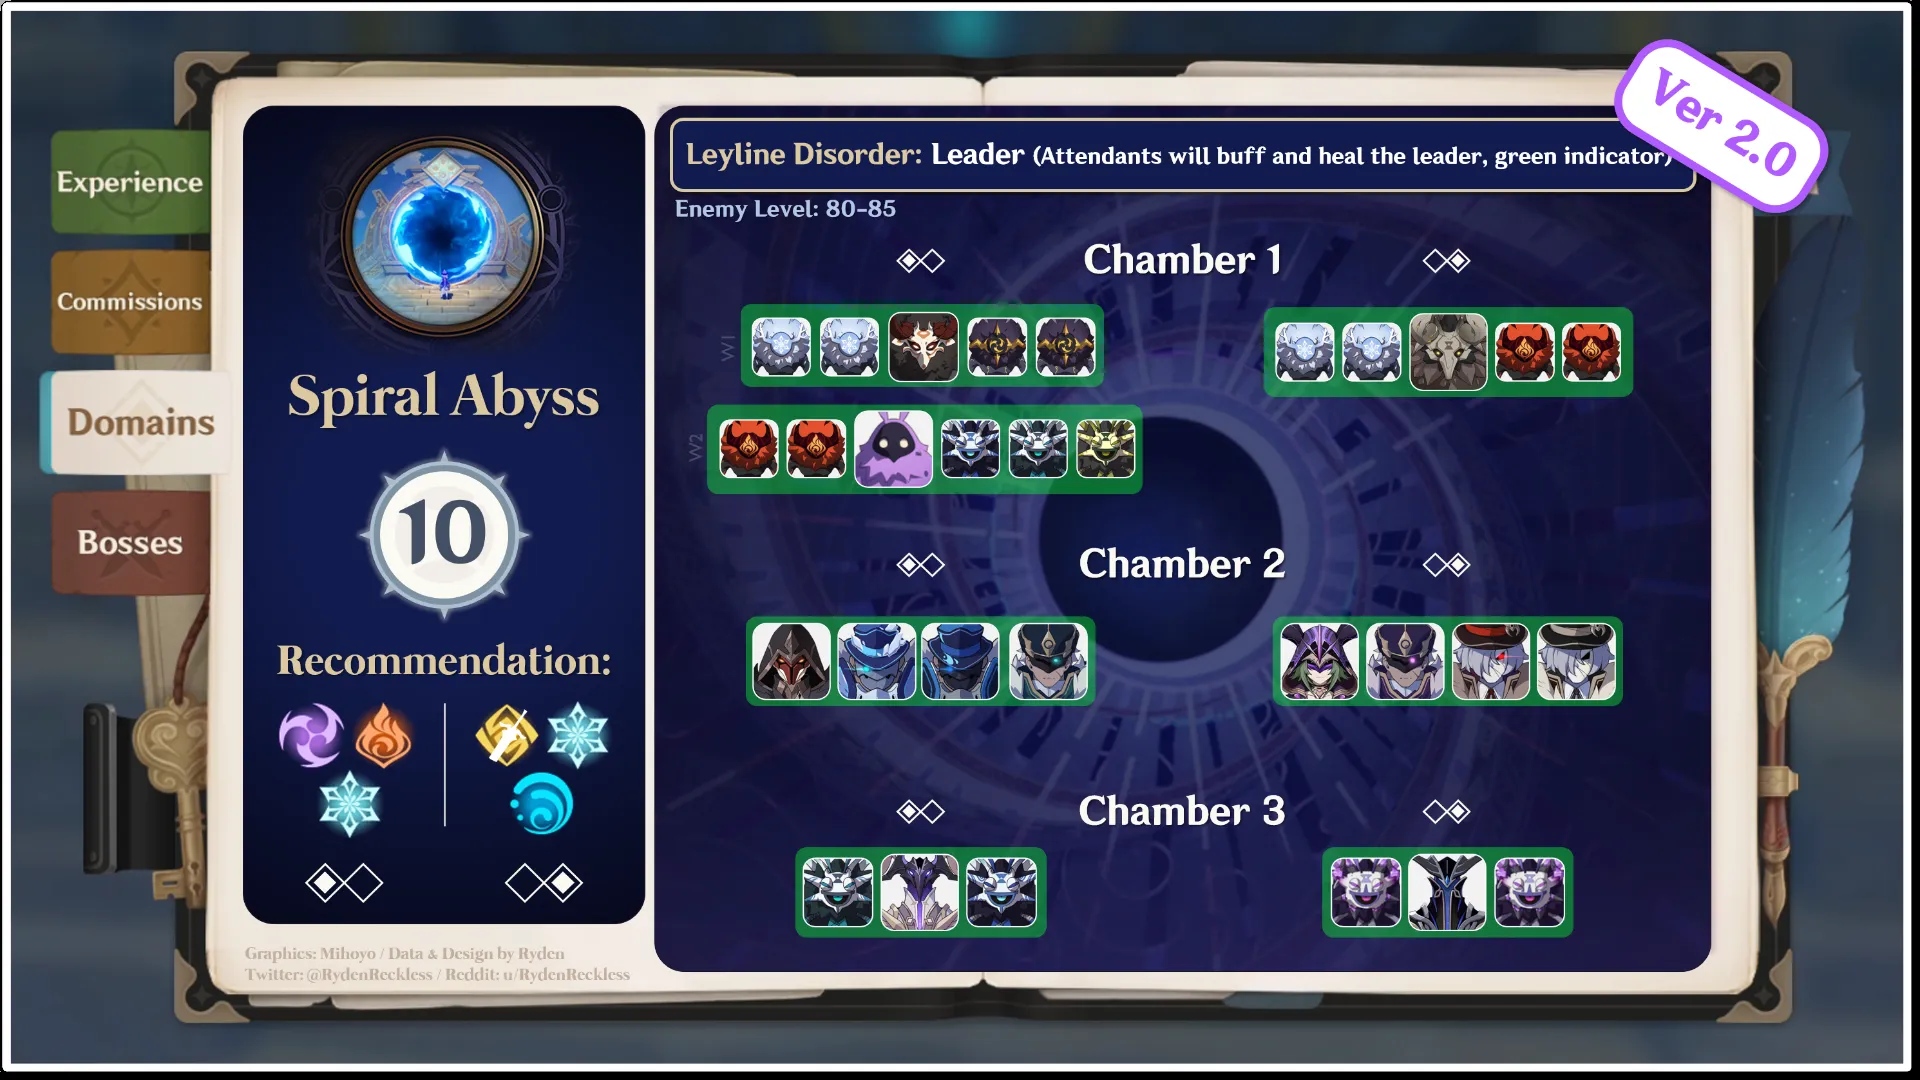 Ver 2.0
Experience
Commissions
Domains
Bosses
Spiral Abyss
10
Recommendation:
Graphics: Mihoyo / Data & Design by Ryden
Twitter: @RydenReckless / Reddit: u/RydenReckless
Leyline Disorder: Leader (Attendants will buff and heal the leader, green indicator)
Enemy Level: 80-85
Chamber 1
W1
W2
Chamber 2
Chamber 3